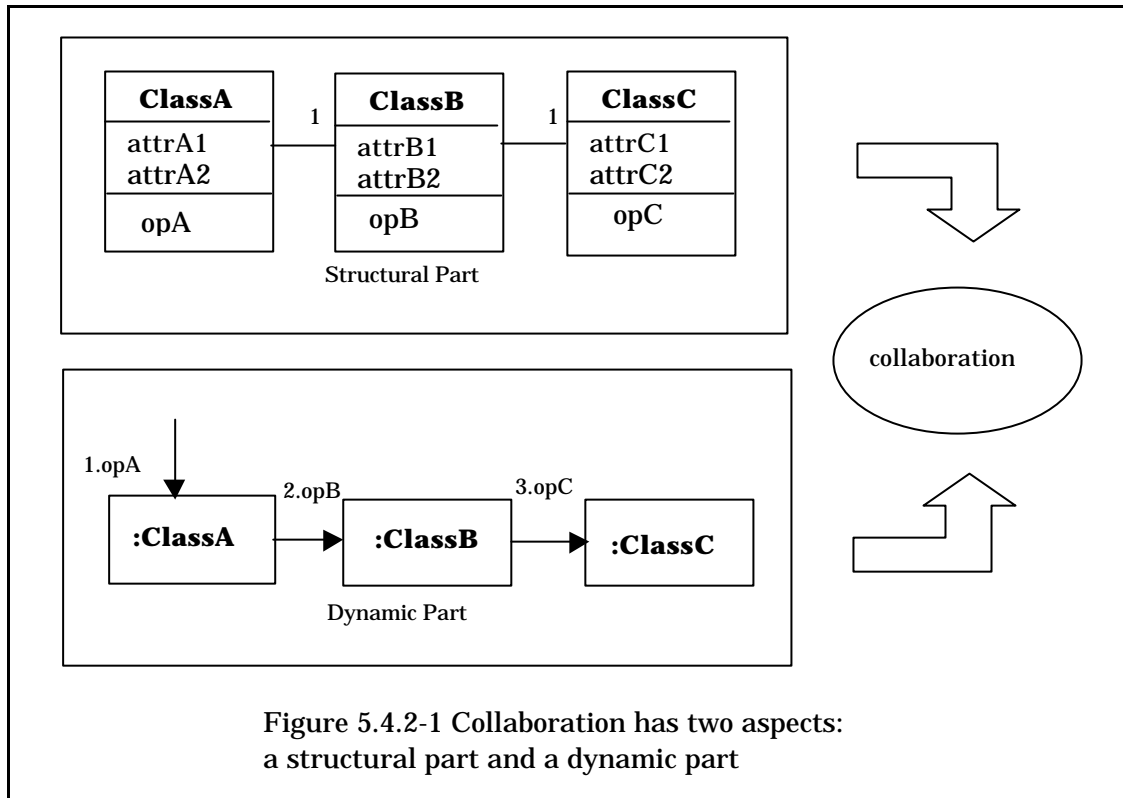 ClassA
attrA1
attrA2
opA
1
ClassB
attrB1
attrB2
opB
1
ClassC
attrC1
attrC2
opC
Structural Part
collaboration
1.opA
:ClassA
2.opB
:ClassB
3.opC
:ClassC
Dynamic Part
Figure 5.4.2-1 Collaboration has two aspects:
a structural part and a dynamic part